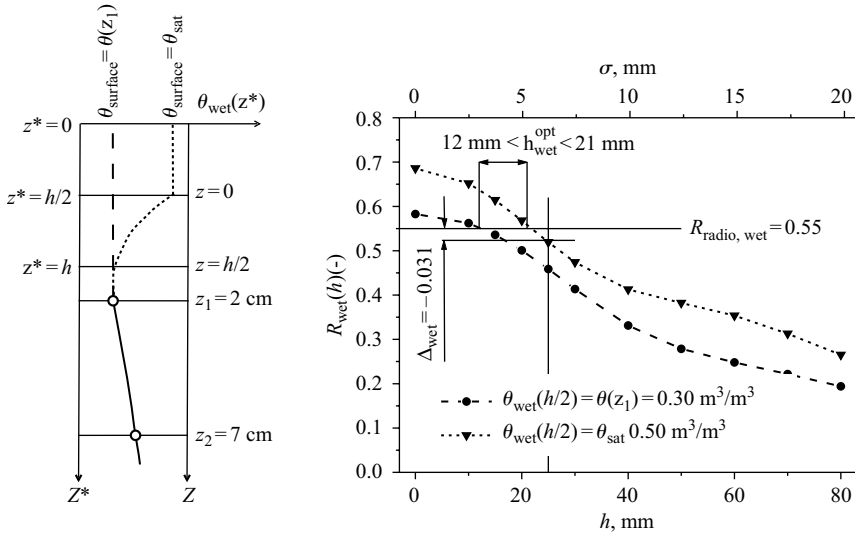 θsurface = θ(z1)
θsurface = θsat
θwet(z*)
z* = 0
z* = h/2
z = 0
z* = h
z = h/2
z1 = 2 cm
z2 = 7 cm
Z*
Z
σ, mm
0 5 10 15 20
12 mm < h opt wet < 21 mm
Rradio, wet = 0.55
Δwet = −0.031
Rwet(h)(-)
0.8
0.7
0.6
0.5
0.4
0.3
0.2
0.1
0.0
θwet(h/2) = θ(z1) = 0.30 m3/m3
θwet(h/2) = θsat 0.50 m3/m3
0 20 40 60 80
h, mm